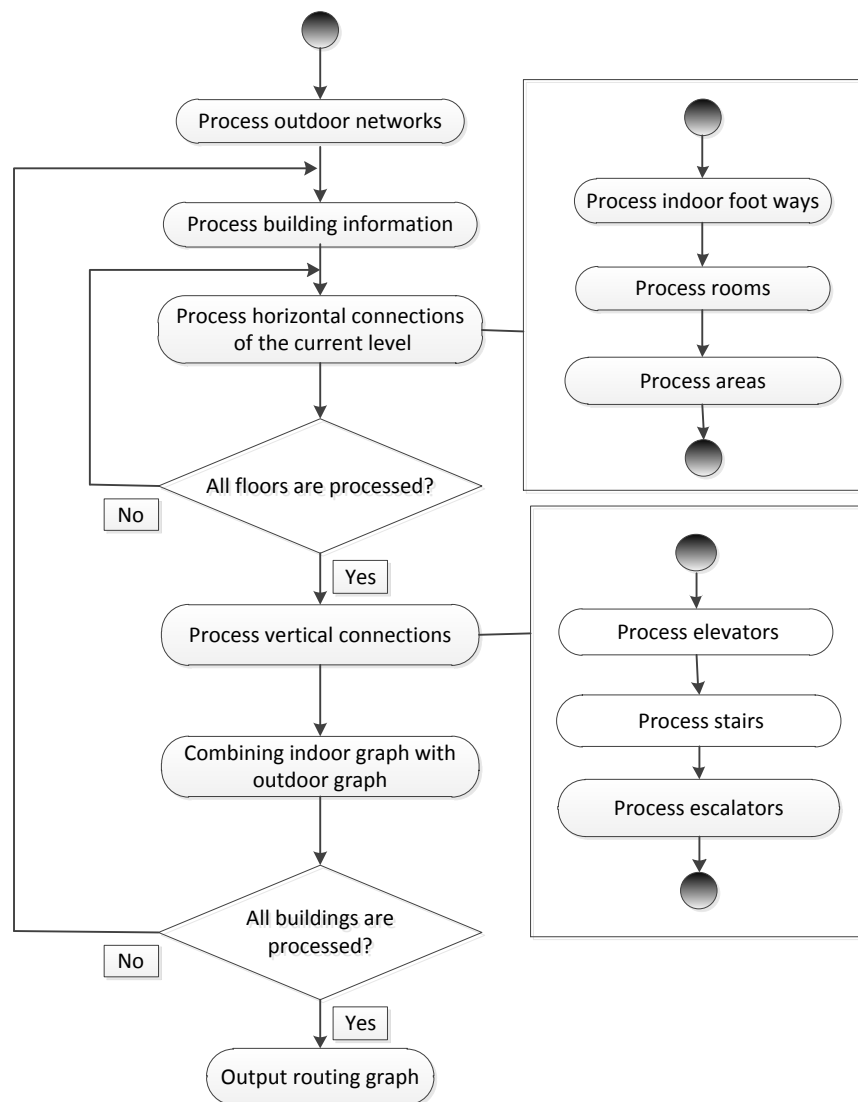 Process outdoor networks
Process building information
Process horizontal connections
of the current level
All floors are processed?
No
Yes
Process vertical connections
Combining indoor graph with
outdoor graph
All buildings are
processed?
No
Yes
Output routing graph
Process indoor foot ways
Process rooms
Process areas
Process elevators
Process stairs
Process escalators